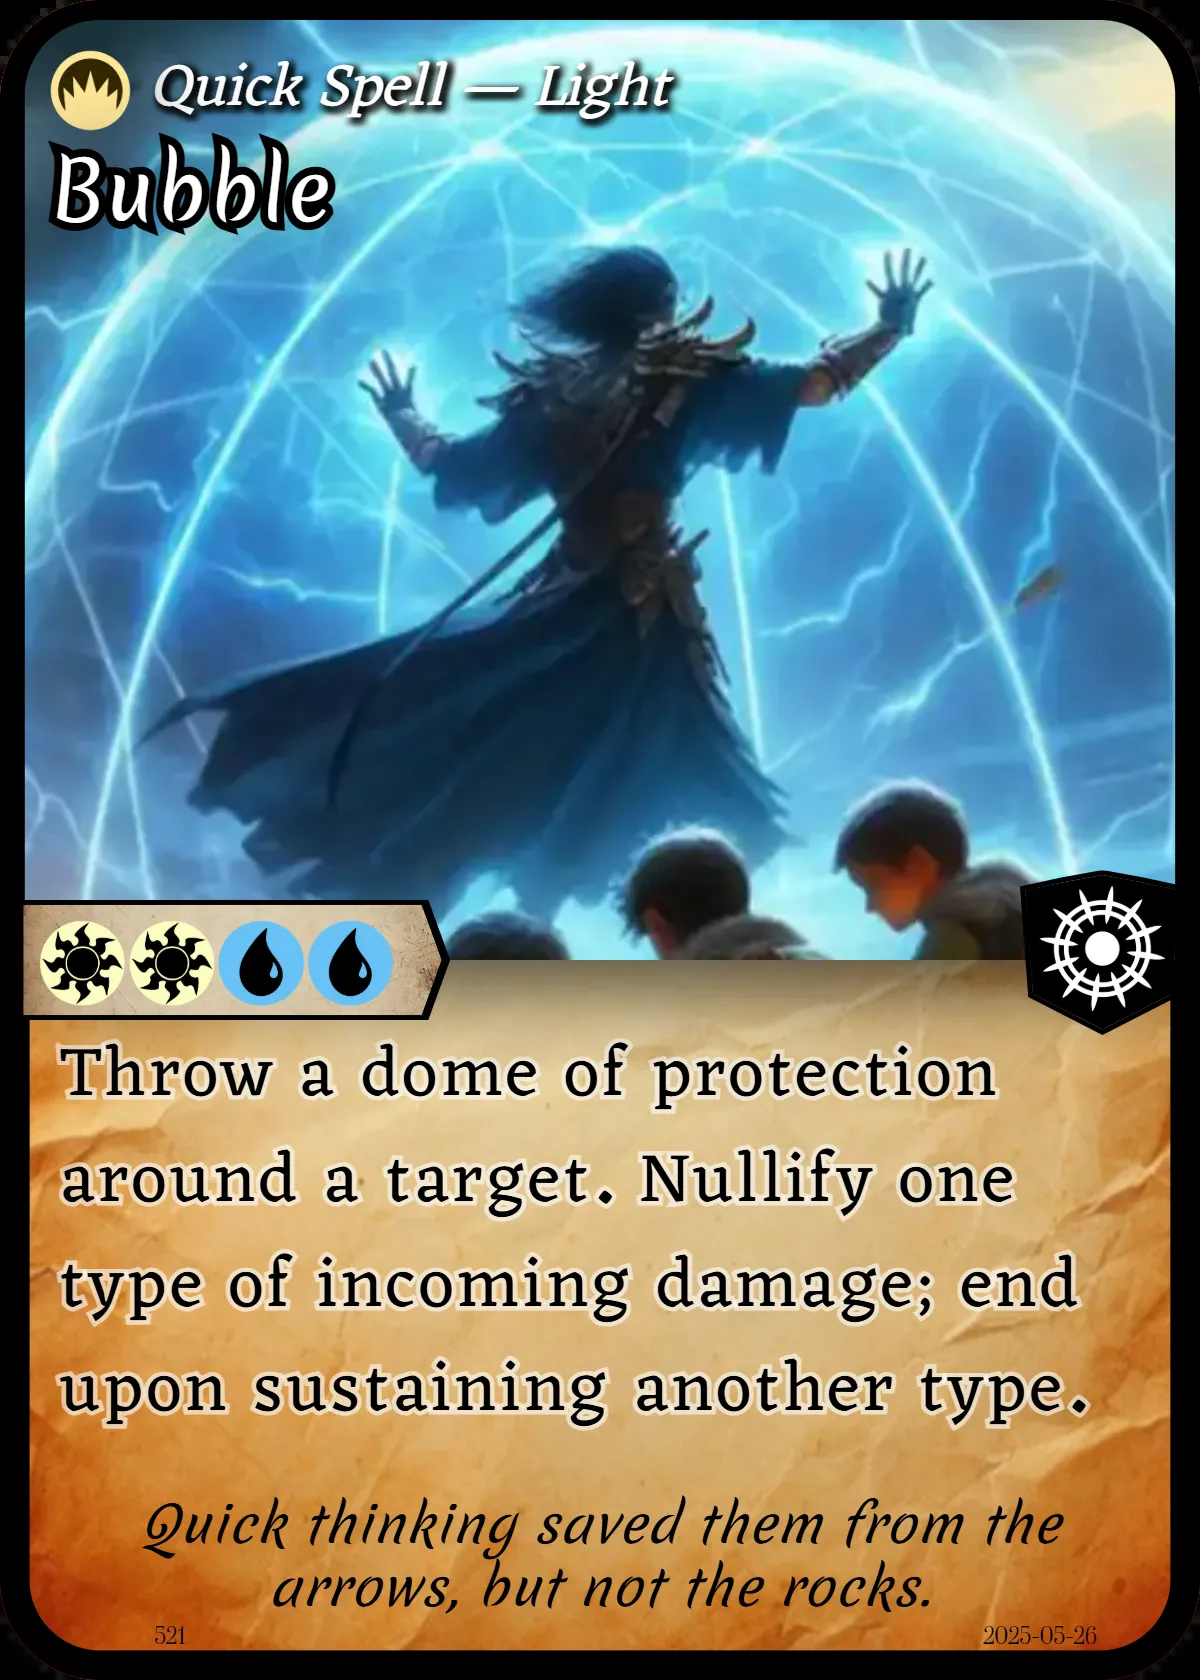 Quick Spell — Light
Bubble
Throw a dome of protection
around a target. Nullify one
type of incoming damage; end
upon sustaining another type.
Quick thinking saved them from the
arrows, but not the rocks.
521
2025-05-26